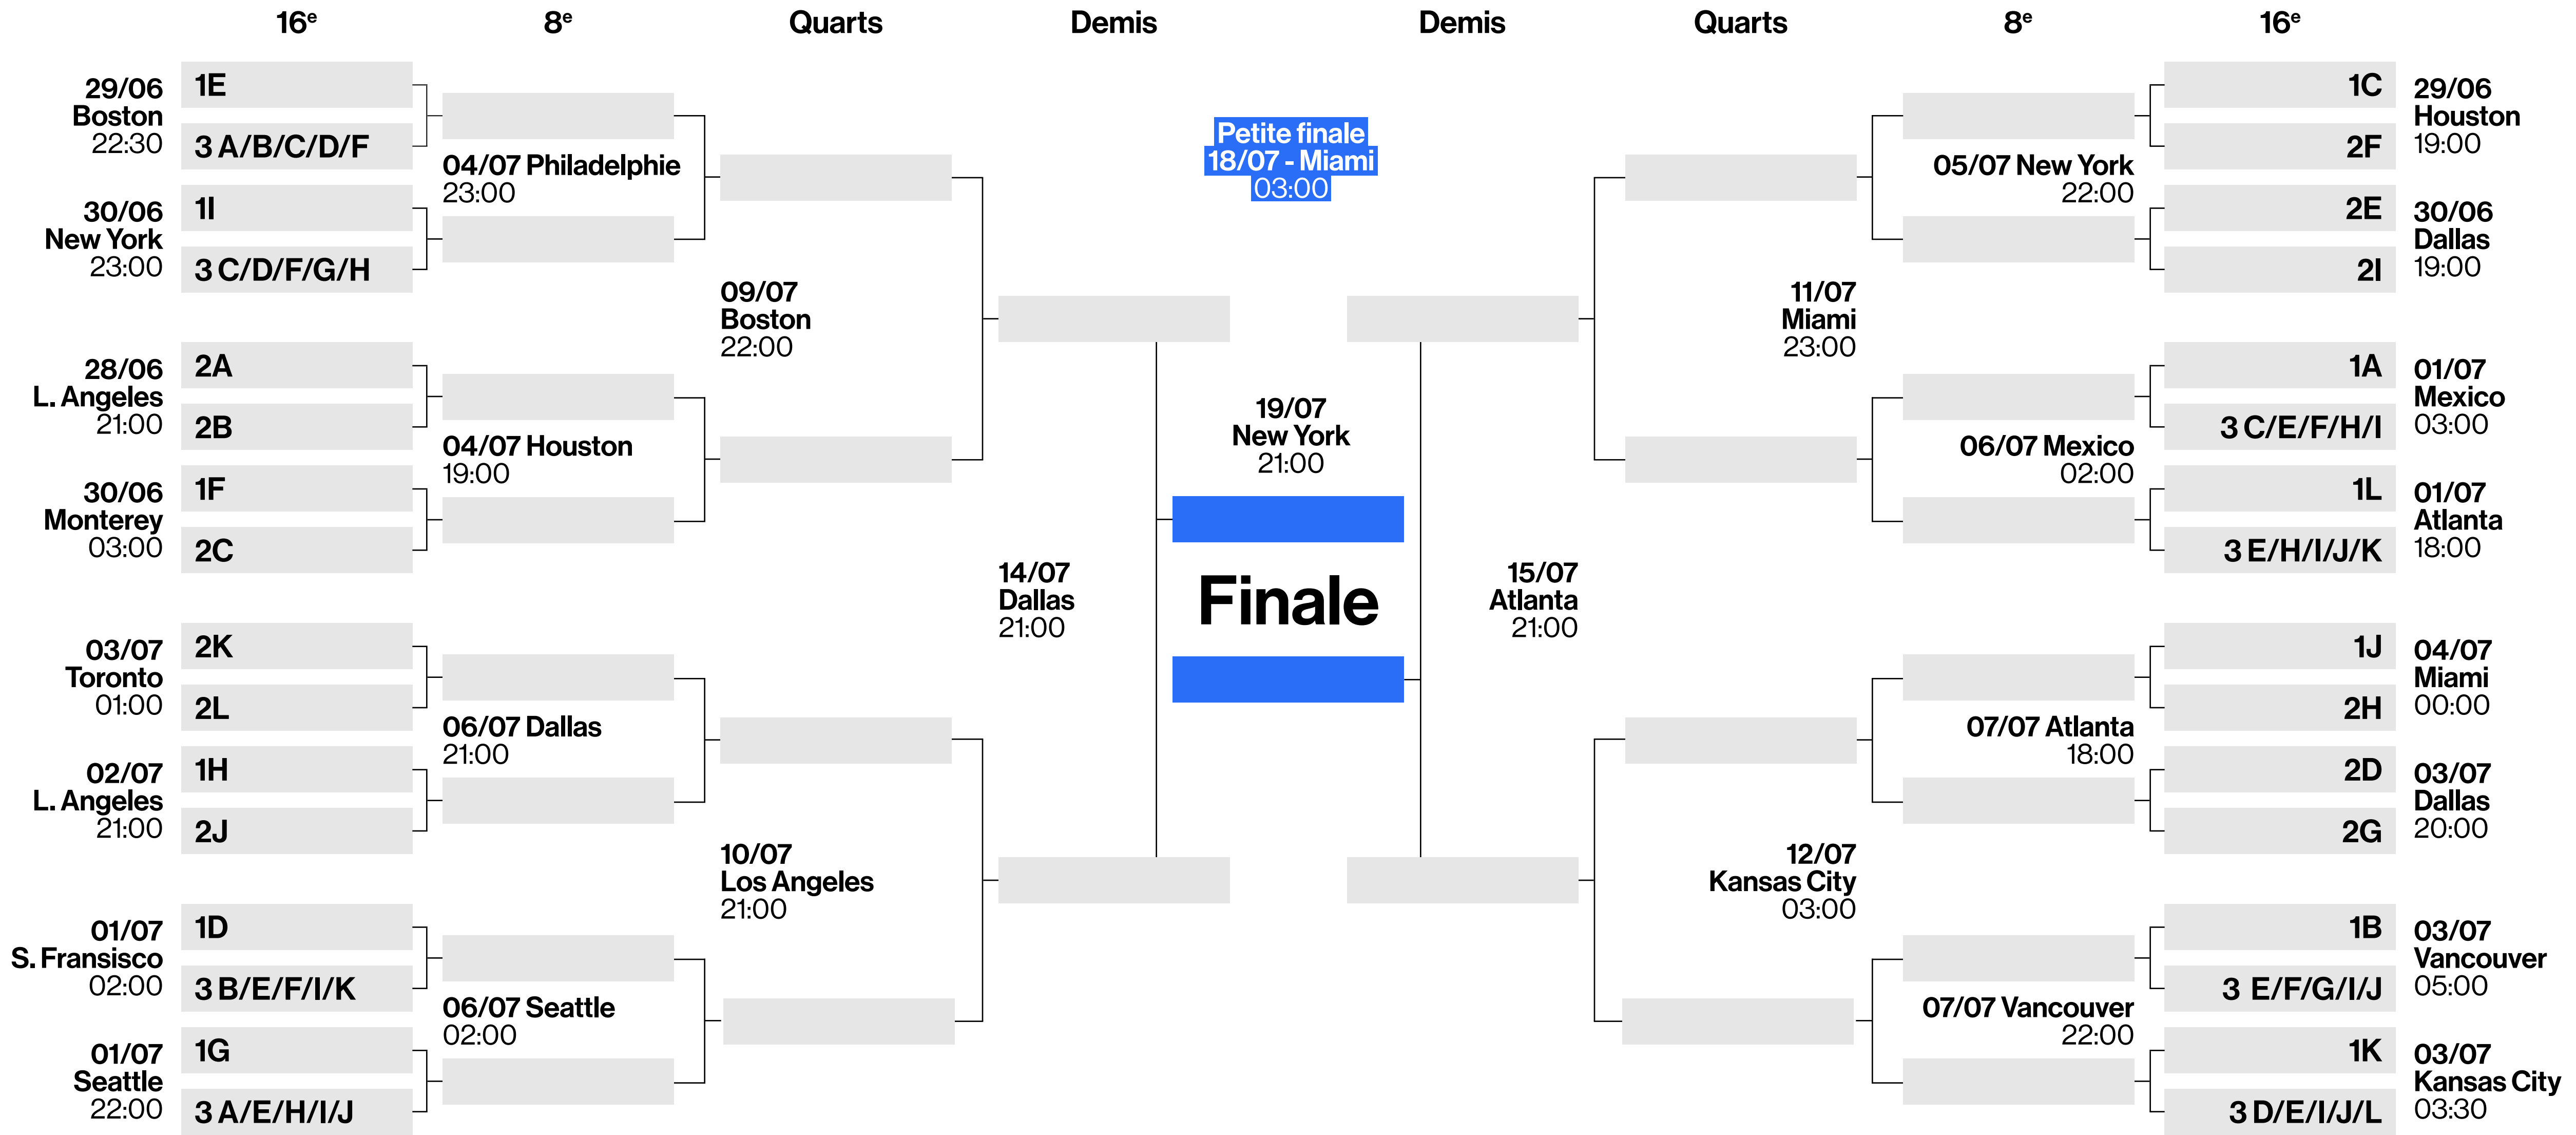 16e
8e
Quarts
Demis
Demis
Quarts
8e
16e
29/06
Boston
22:30
1E
3 A/B/C/D/F
30/06
New York
23:00
1I
3 C/D/F/G/H
28/06
L. Angeles
21:00
2A
2B
30/06
Monterey
03:00
1F
2C
03/07
Toronto
01:00
2K
2L
02/07
L. Angeles
21:00
1H
2J
01/07
S. Fransisco
02:00
1D
3 B/E/F/I/K
01/07
Seattle
22:00
1G
3 A/E/H/I/J
04/07 Philadelphie
23:00
04/07 Houston
19:00
06/07 Dallas
21:00
06/07 Seattle
02:00
09/07
Boston
22:00
10/07
Los Angeles
21:00
14/07
Dallas
21:00
Petite finale
18/07 - Miami
03:00
19/07
New York
21:00
Finale
15/07
Atlanta
21:00
11/07
Miami
23:00
12/07
Kansas City
03:00
05/07 New York
22:00
06/07 Mexico
02:00
07/07 Atlanta
18:00
07/07 Vancouver
22:00
1C
2F
29/06
Houston
19:00
2E
2I
30/06
Dallas
19:00
1A
3 C/E/F/H/I
01/07
Mexico
03:00
1L
3 E/H/I/J/K
01/07
Atlanta
18:00
1J
2H
04/07
Miami
00:00
2D
2G
03/07
Dallas
20:00
1B
3 E/F/G/I/J
03/07
Vancouver
05:00
1K
3 D/E/I/J/L
03/07
Kansas City
03:30